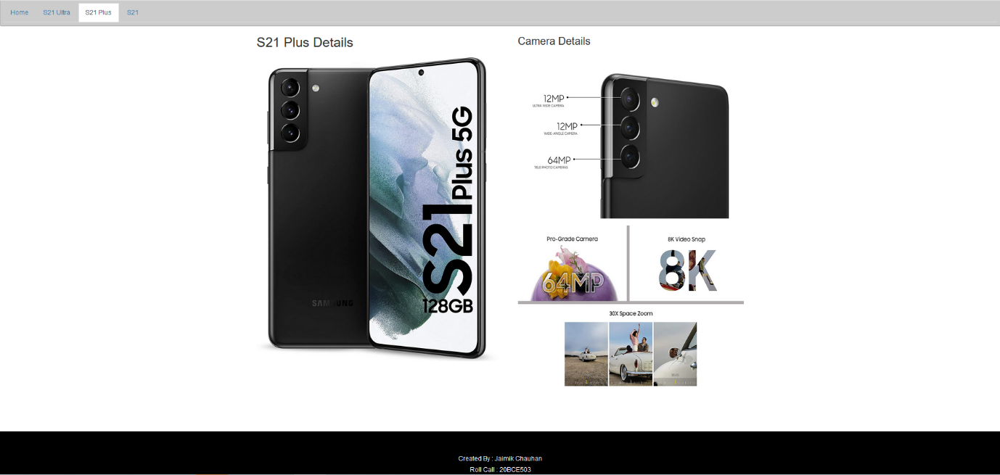 Home S21 Ultra S21 Plus S21
S21 Plus Details
SAMSUNG
S21 Plus 5G
128GB
Camera Details
12MP
ULTRA WIDE CAMERA
12MP
WIDE-ANGLE CAMERA
64MP
TELEPHOTO CAMERAS
Pro-Grade Camera
64MP
8K Video Snap
8K
30X Space Zoom
Created By : Jaimik Chauhan
Roll Call : 20BCE503